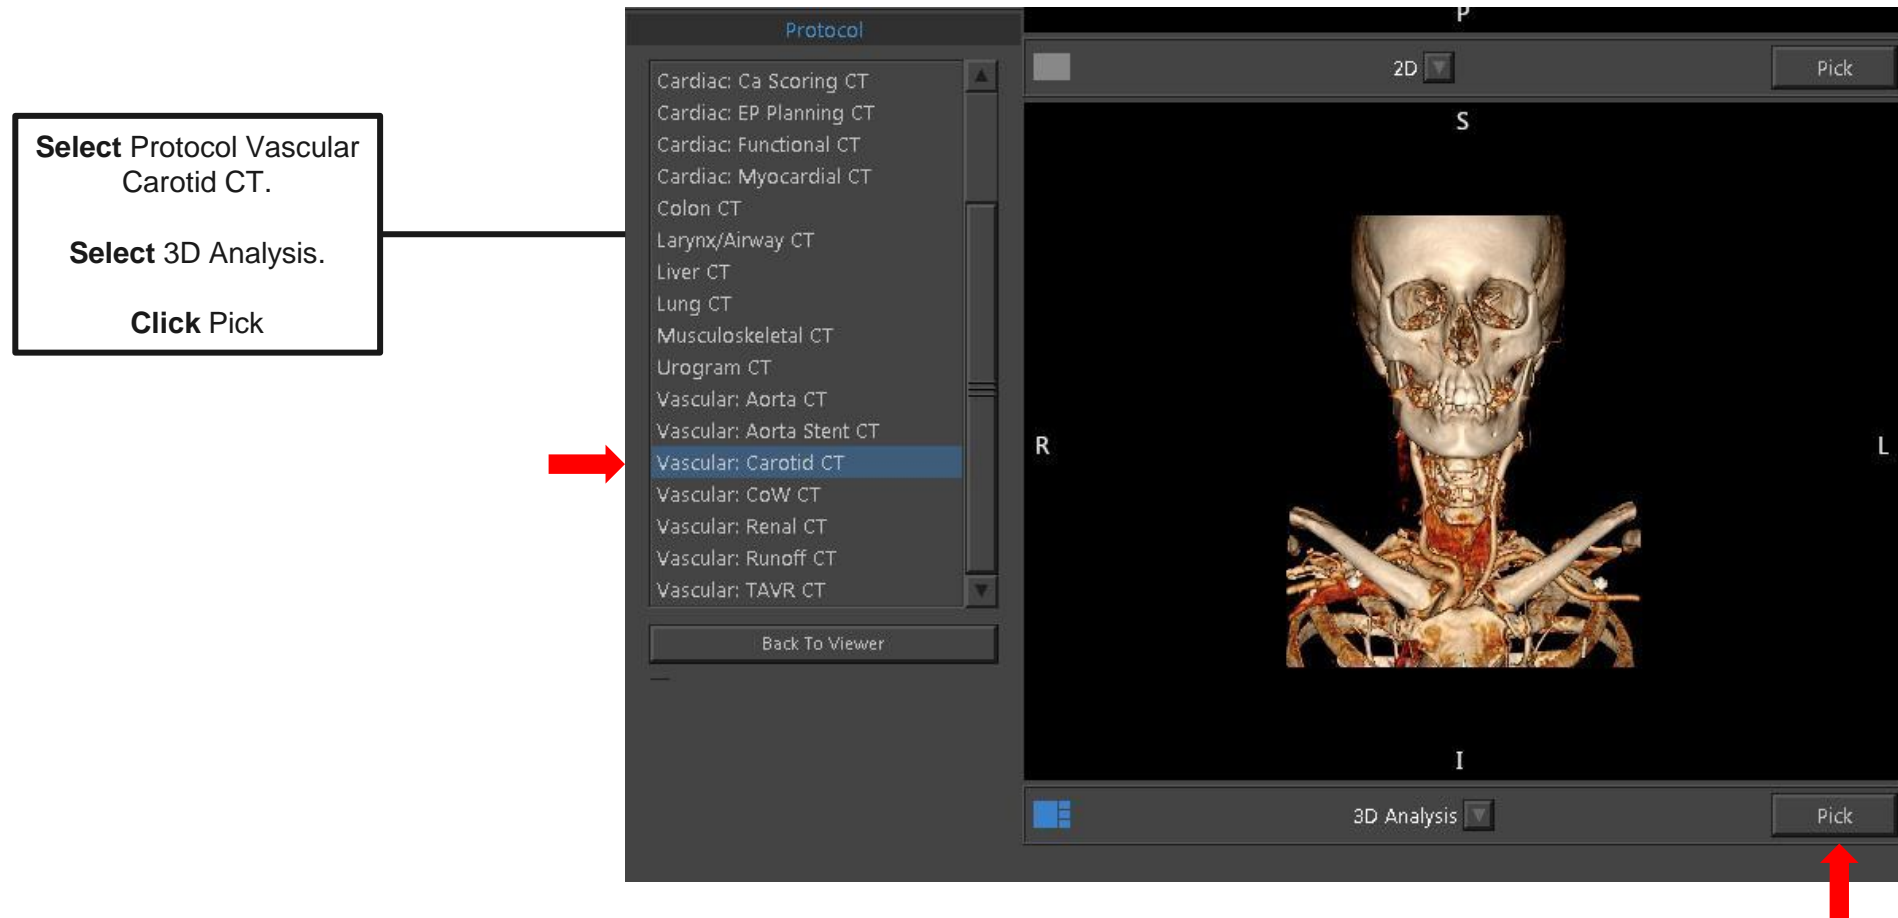 Select Protocol Vascular
Carotid CT.
Select 3D Analysis.
Click Pick
Protocol
Cardiac: Ca Scoring CT
Cardiac: EP Planning CT
Cardiac: Functional CT
Cardiac: Myocardial CT
Colon CT
Larynx/Airway CT
Liver CT
Lung CT
Musculoskeletal CT
Urogram CT
Vascular: Aorta CT
Vascular: Aorta Stent CT
Vascular: Carotid CT
Vascular: CoW CT
Vascular: Renal CT
Vascular: Runoff CT
Vascular: TAVR CT
Back To Viewer
P
2D
Pick
S
R
L
I
3D Analysis
Pick